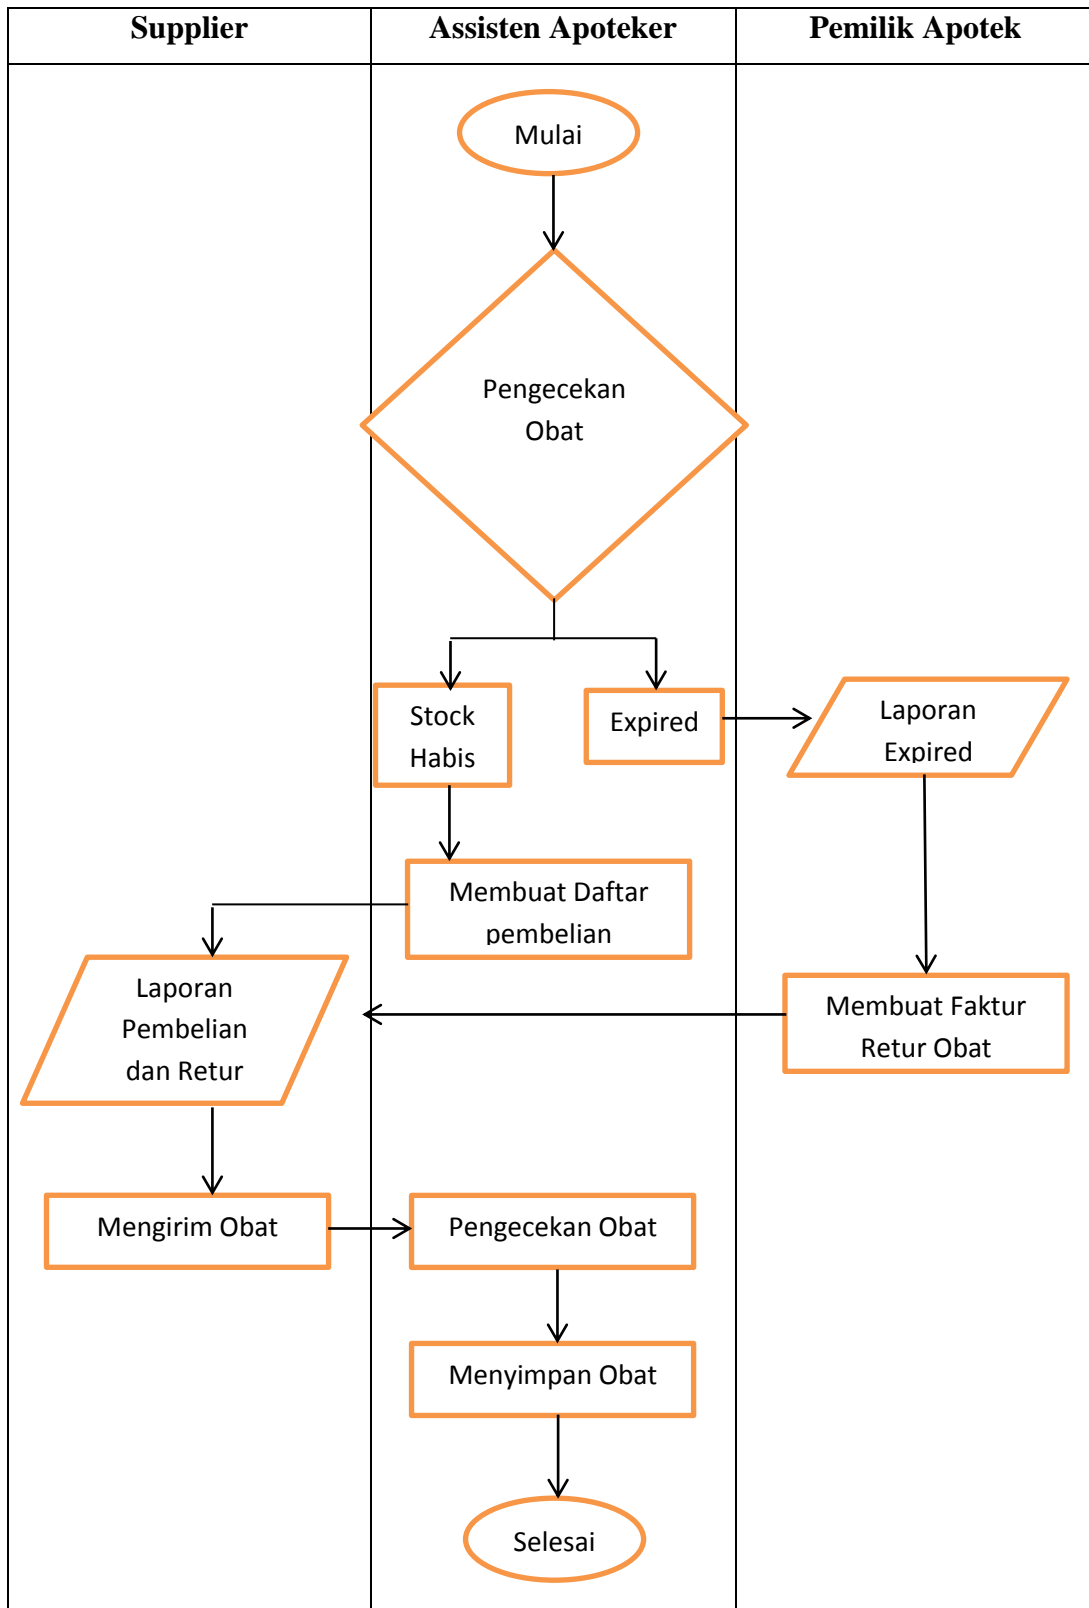 Supplier
Assisten Apoteker
Pemilik Apotek
Mulai
Pengecekan
Obat
Stock
Habis
Expired
Laporan
Expired
Membuat Daftar
pembelian
Laporan
Pembelian
dan Retur
Membuat Faktur
Retur Obat
Mengirim Obat
Pengecekan Obat
Menyimpan Obat
Selesai